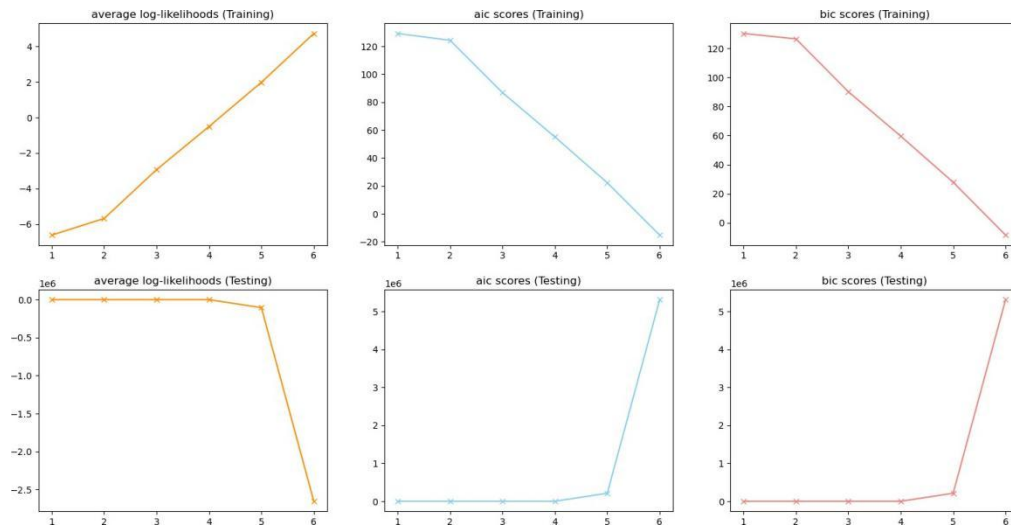 average log-likelihoods (Training)
4
2
0
−2
−4
−6
1 2 3 4 5 6
aic scores (Training)
120
100
80
60
40
20
0
−20
1 2 3 4 5 6
bic scores (Training)
120
100
80
60
40
20
0
1 2 3 4 5 6
average log-likelihoods (Testing)
1e6
0.0
−0.5
−1.0
−1.5
−2.0
−2.5
1 2 3 4 5 6
aic scores (Testing)
1e6
5
4
3
2
1
0
1 2 3 4 5 6
bic scores (Testing)
1e6
5
4
3
2
1
0
1 2 3 4 5 6